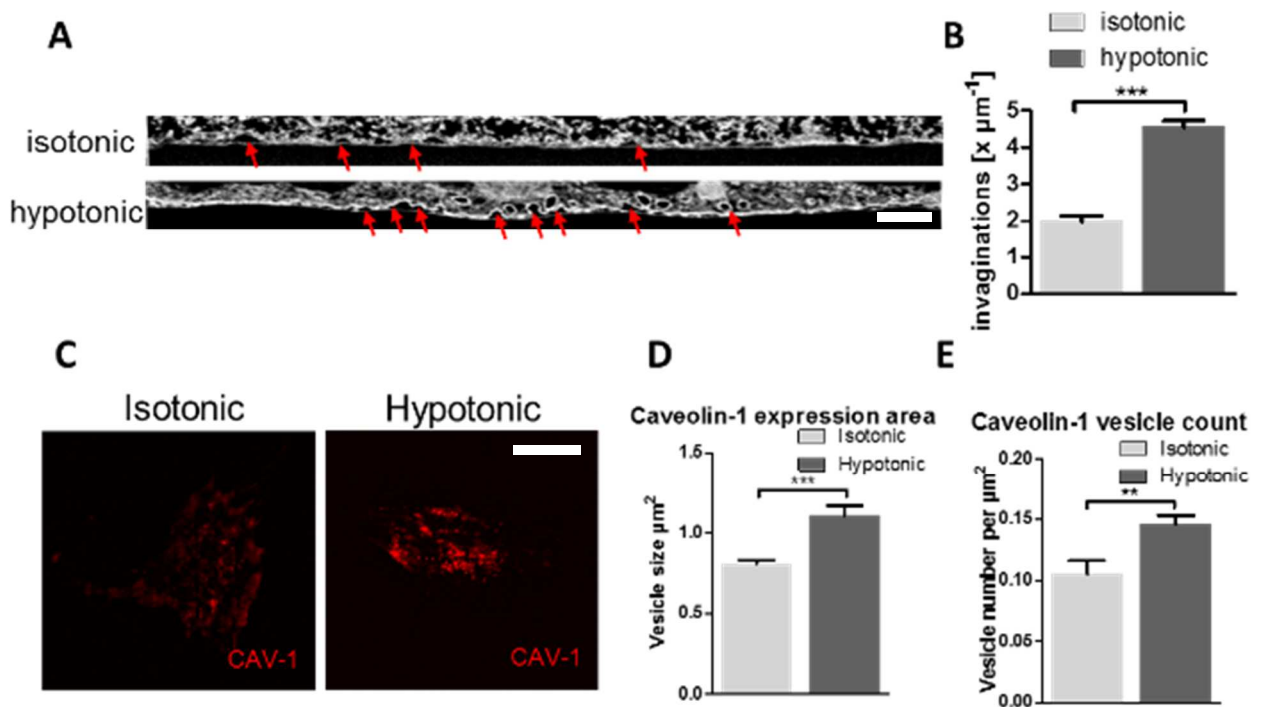 A
isotonic
hypotonic
B
isotonic
hypotonic
***
invaginations [x µm⁻¹]
5
4
3
2
1
0
C
Isotonic
Hypotonic
CAV-1
CAV-1
D
Caveolin-1 expression area
Isotonic
Hypotonic
***
Vesicle size µm²
1.5
1.0
0.5
0.0
E
Caveolin-1 vesicle count
Isotonic
Hypotonic
**
Vesicle number per µm²
0.20
0.15
0.10
0.05
0.00